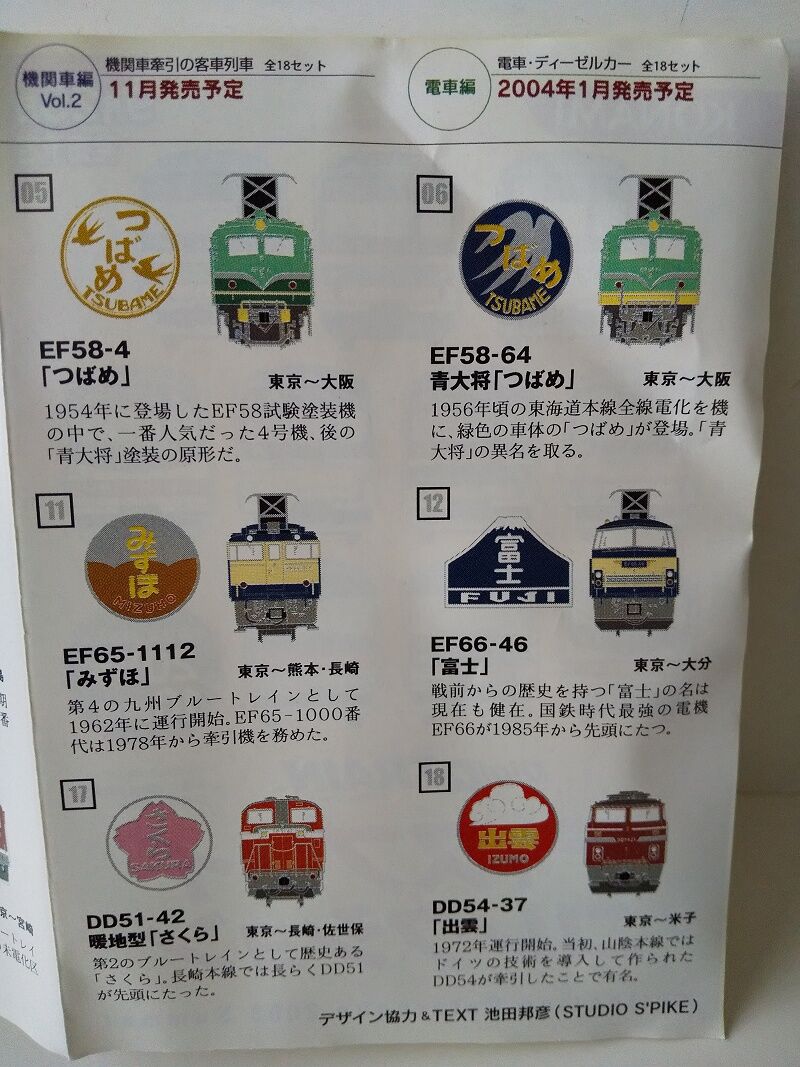 機関車編
Vol.2
機関車牽引の客車列車 全18セット
11月発売予定
電車編
電車・ディーゼルカー 全18セット
2004年1月発売予定
05
つばめ
TSUBAME
EF58-4
「つばめ」
東京～大阪
1954年に登場したEF58試験塗装機
の中で、一番人気だった4号機、後の
「青大将」塗装の原形だ。
06
つばめ
TSUBAME
EF58-64
青大将「つばめ」
東京～大阪
1956年頃の東海道本線全線電化を機
に、緑色の車体の「つばめ」が登場。「青
大将」の異名を取る。
11
みずほ
MIZUHO
EF65-1112
「みずほ」
東京～熊本・長崎
第4の九州ブルートレインとして
1962年に運行開始。EF65-1000番
代は1978年から牽引機を務めた。
12
富士
FUJI
EF66-46
「富士」
東京～大分
戦前からの歴史を持つ「富士」の名は
現在も健在。国鉄時代最強の電機
EF66が1985年から先頭にたつ。
17
さくら
SAKURA
DD51-42
暖地型「さくら」
東京～長崎・佐世保
第2のブルートレインとして歴史ある
「さくら」。長崎本線では長らくDD51
が先頭にたった。
18
出雲
IZUMO
DD54-37
「出雲」
東京～米子
1972年運行開始。当初、山陰本線では
ドイツの技術を導入して作られた
DD54が牽引したことで有名。
期
番
京～宮崎
ートレイ
未電化区
デザイン協力&TEXT 池田邦彦(STUDIO S'PIKE)